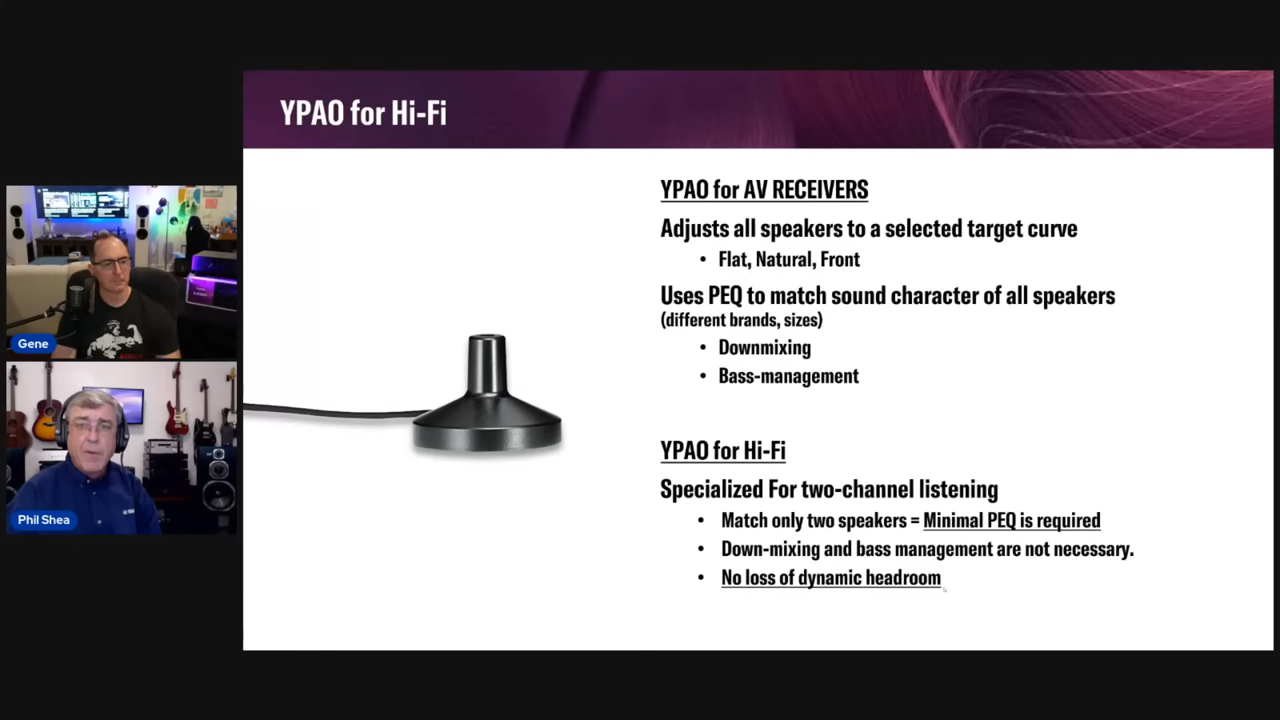 YPAO for Hi-Fi
YPAO for AV RECEIVERS
Adjusts all speakers to a selected target curve
• Flat, Natural, Front
Uses PEQ to match sound character of all speakers
(different brands, sizes)
• Downmixing
• Bass-management
YPAO for Hi-Fi
Specialized For two-channel listening
• Match only two speakers = Minimal PEQ is required
• Down-mixing and bass management are not necessary.
• No loss of dynamic headroom
Gene
Phil Shea